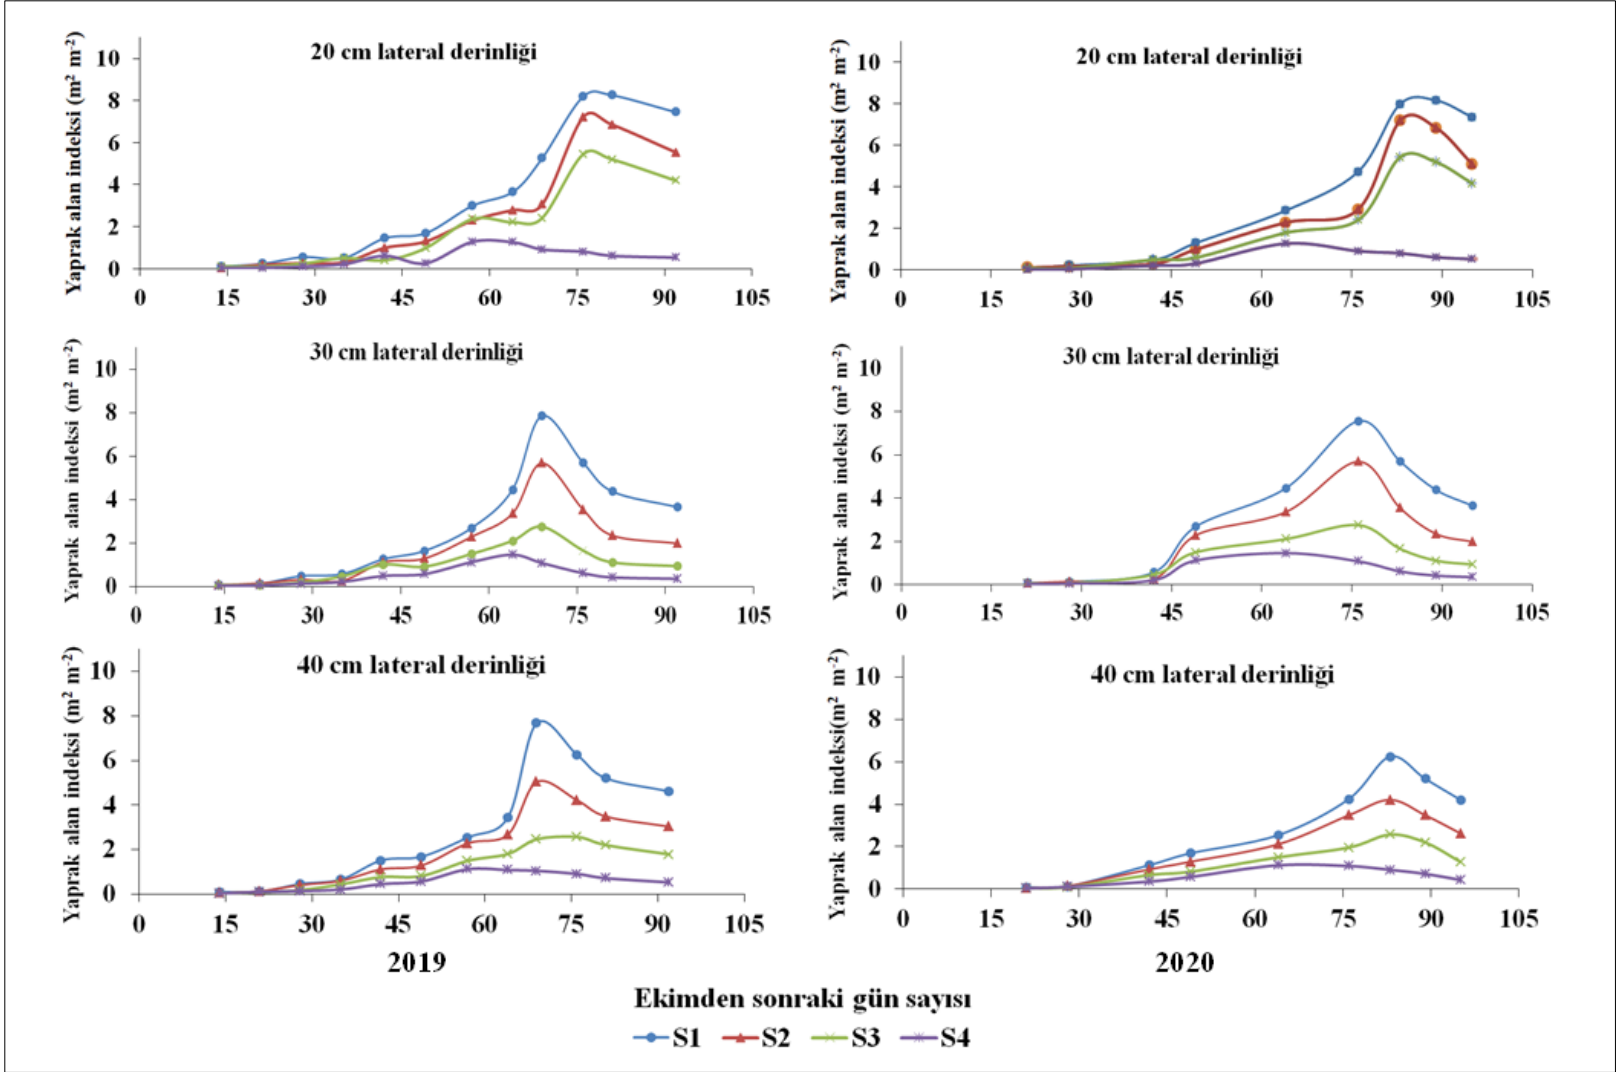 20 cm lateral derinliği
Yaprak alan indeksi (m² m⁻²)
10
8
6
4
2
0
0 15 30 45 60 75 90 105
20 cm lateral derinliği
Yaprak alan indeksi (m² m⁻²)
10
8
6
4
2
0
0 15 30 45 60 75 90 105
30 cm lateral derinliği
Yaprak alan indeksi (m² m⁻²)
10
8
6
4
2
0
0 15 30 45 60 75 90 105
30 cm lateral derinliği
Yaprak alan indeksi (m² m⁻²)
10
8
6
4
2
0
0 15 30 45 60 75 90 105
40 cm lateral derinliği
Yaprak alan indeksi (m² m⁻²)
10
8
6
4
2
0
0 15 30 45 60 75 90 105
2019
40 cm lateral derinliği
Yaprak alan indeksi(m² m⁻²)
10
8
6
4
2
0
0 15 30 45 60 75 90 105
2020
Ekimden sonraki gün sayısı
S1 S2 S3 S4